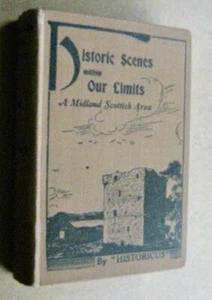 Historic Scenes
within
Our Limits
A Midland Scottish Area
By "HISTORICUS"